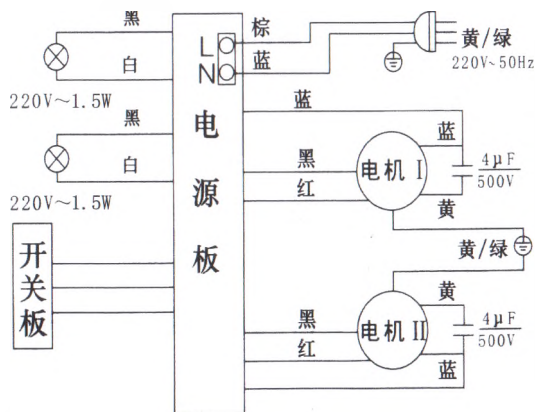 黑
白
220V～1.5W
黑
白
220V～1.5W
开关板
电源板
L
N
棕
蓝
黄/绿
220V~50Hz
蓝
蓝
黑
红
电机 I
4μF
500V
黄
黄/绿
黄
黑
红
电机 II
4μF
500V
蓝